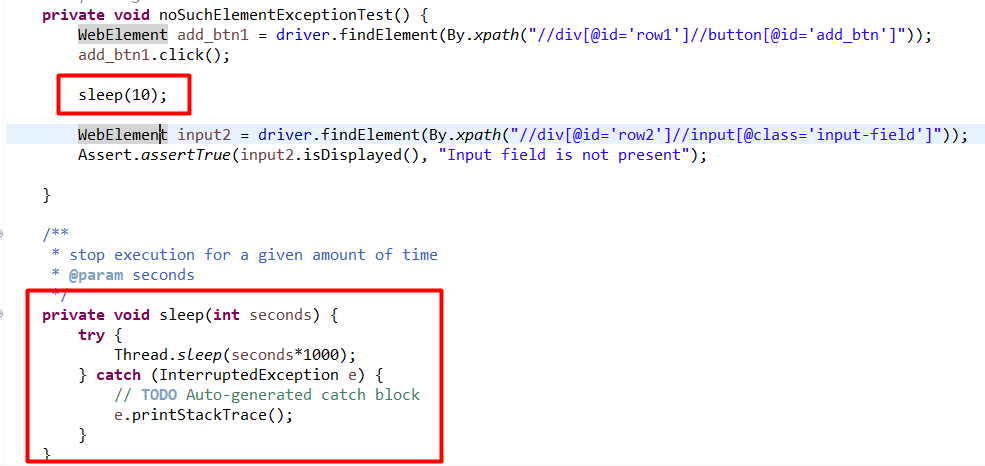 private void noSuchElementExceptionTest() {
WebElement add_btn1 = driver.findElement(By.xpath("//div[@id='row1']//button[@id='add_btn']"));
add_btn1.click();
sleep(10);
WebElement input2 = driver.findElement(By.xpath("//div[@id='row2']//input[@class='input-field']"));
Assert.assertTrue(input2.isDisplayed(), "Input field is not present");
}
/**
* stop execution for a given amount of time
* @param seconds
*/
private void sleep(int seconds) {
try {
Thread.sleep(seconds*1000);
} catch (InterruptedException e) {
// TODO Auto-generated catch block
e.printStackTrace();
}
}